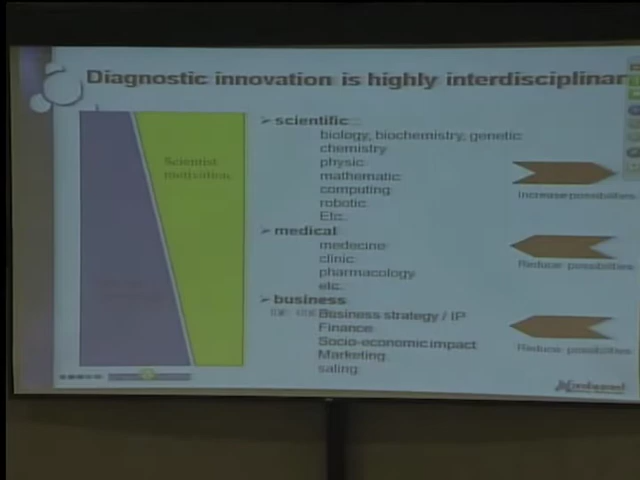 Diagnostic innovation is highly interdisciplinar
Scientist
motivation
➢ scientific
biology, biochemistry, genetic
chemistry
physic
mathematic
computing
robotic
Etc..
Increase possibilities
➢ medical
medecine
clinic
pharmacology
etc..
Reduce possibilities
➢ business
Business strategy / IP
Finance
Socio-economic impact
Marketing
saling
Reduce possibilities